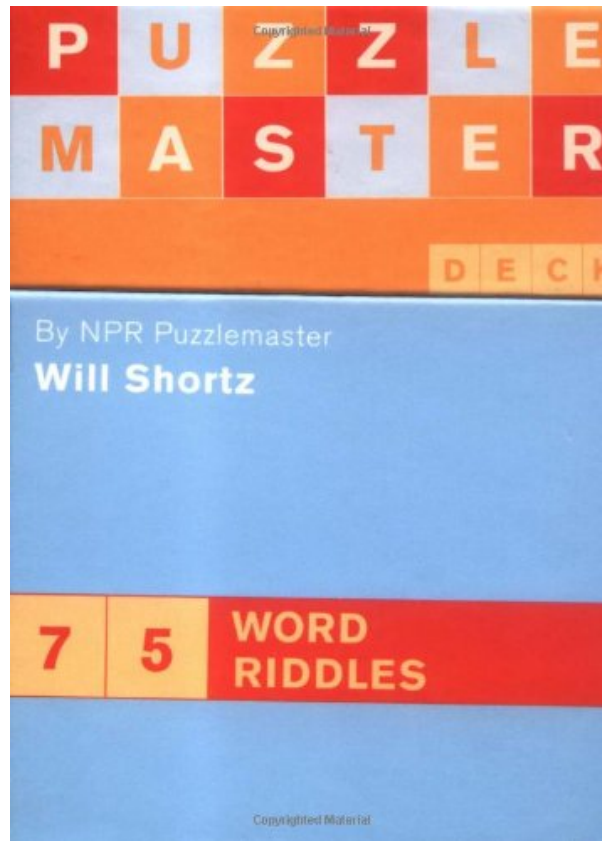 Copyrighted Material
PUZZLE
MASTER
DECK
By NPR Puzzlemaster
Will Shortz
75 WORD
RIDDLES
Copyrighted Material